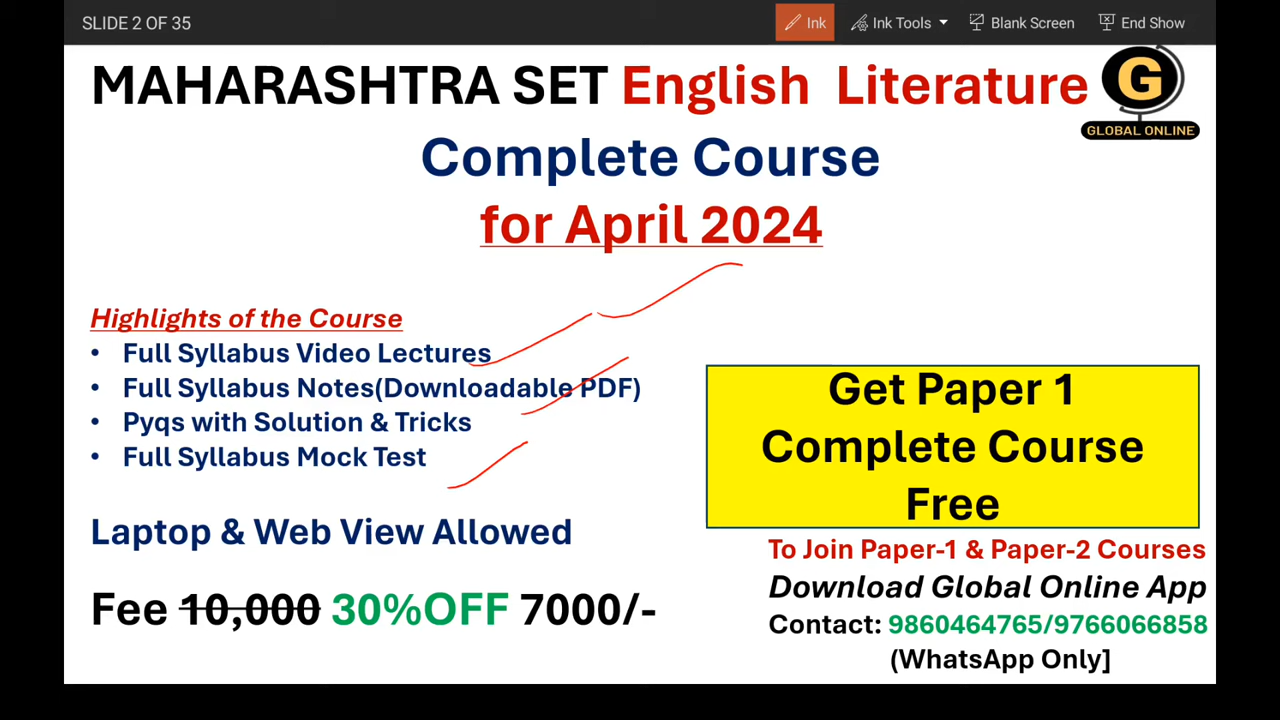 SLIDE 2 OF 35
Ink
Ink Tools
Blank Screen
End Show
MAHARASHTRA SET English Literature
G
GLOBAL ONLINE
Complete Course
for April 2024
Highlights of the Course
• Full Syllabus Video Lectures
• Full Syllabus Notes(Downloadable PDF)
• Pyqs with Solution & Tricks
• Full Syllabus Mock Test
Laptop & Web View Allowed
Fee 10,000 30%OFF 7000/-
Get Paper 1
Complete Course
Free
To Join Paper-1 & Paper-2 Courses
Download Global Online App
Contact: 9860464765/9766066858
(WhatsApp Only]